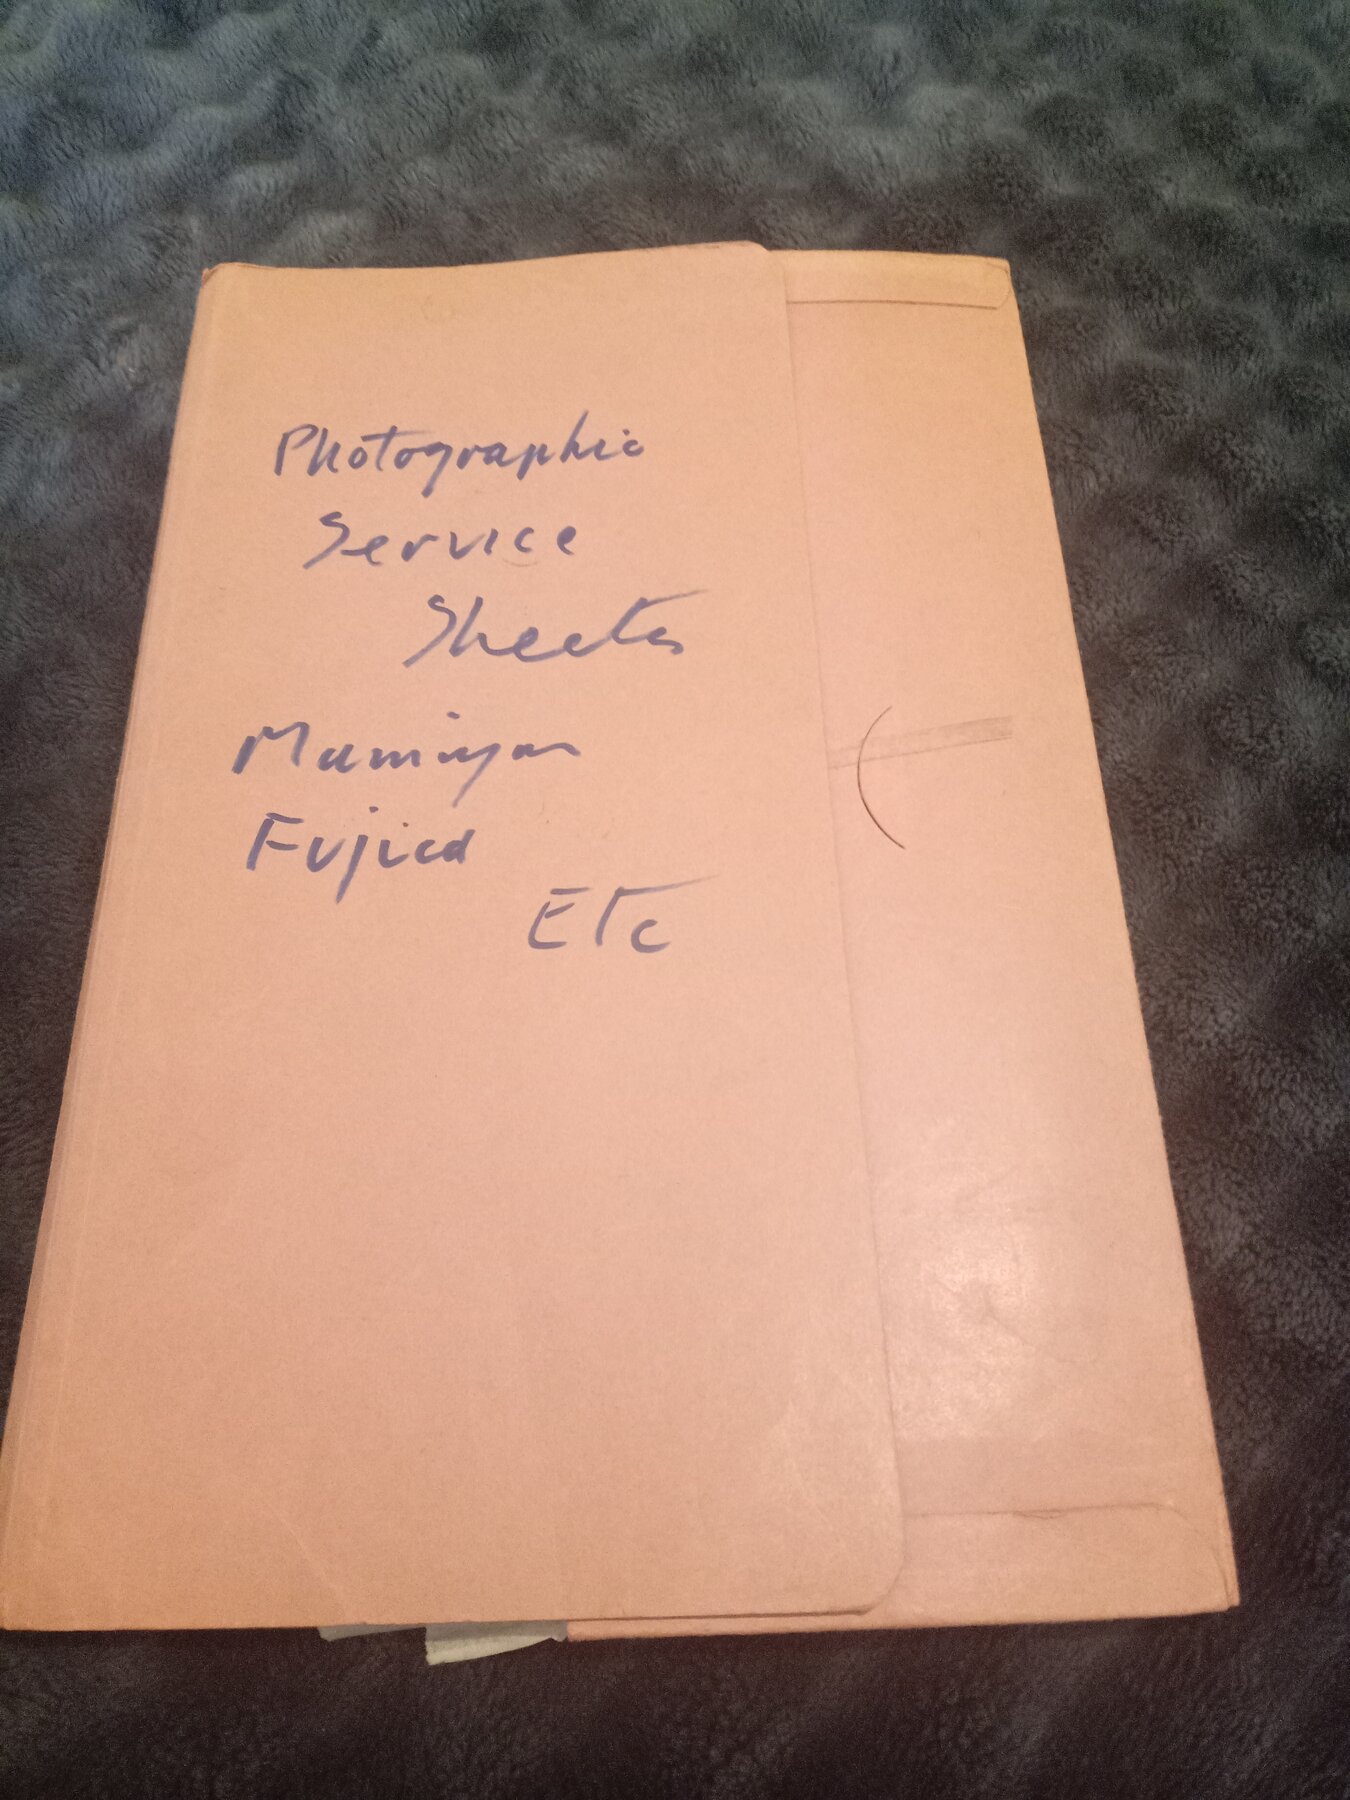 Photographic
Service
Sheets
Mamiya
Fujica
ETC